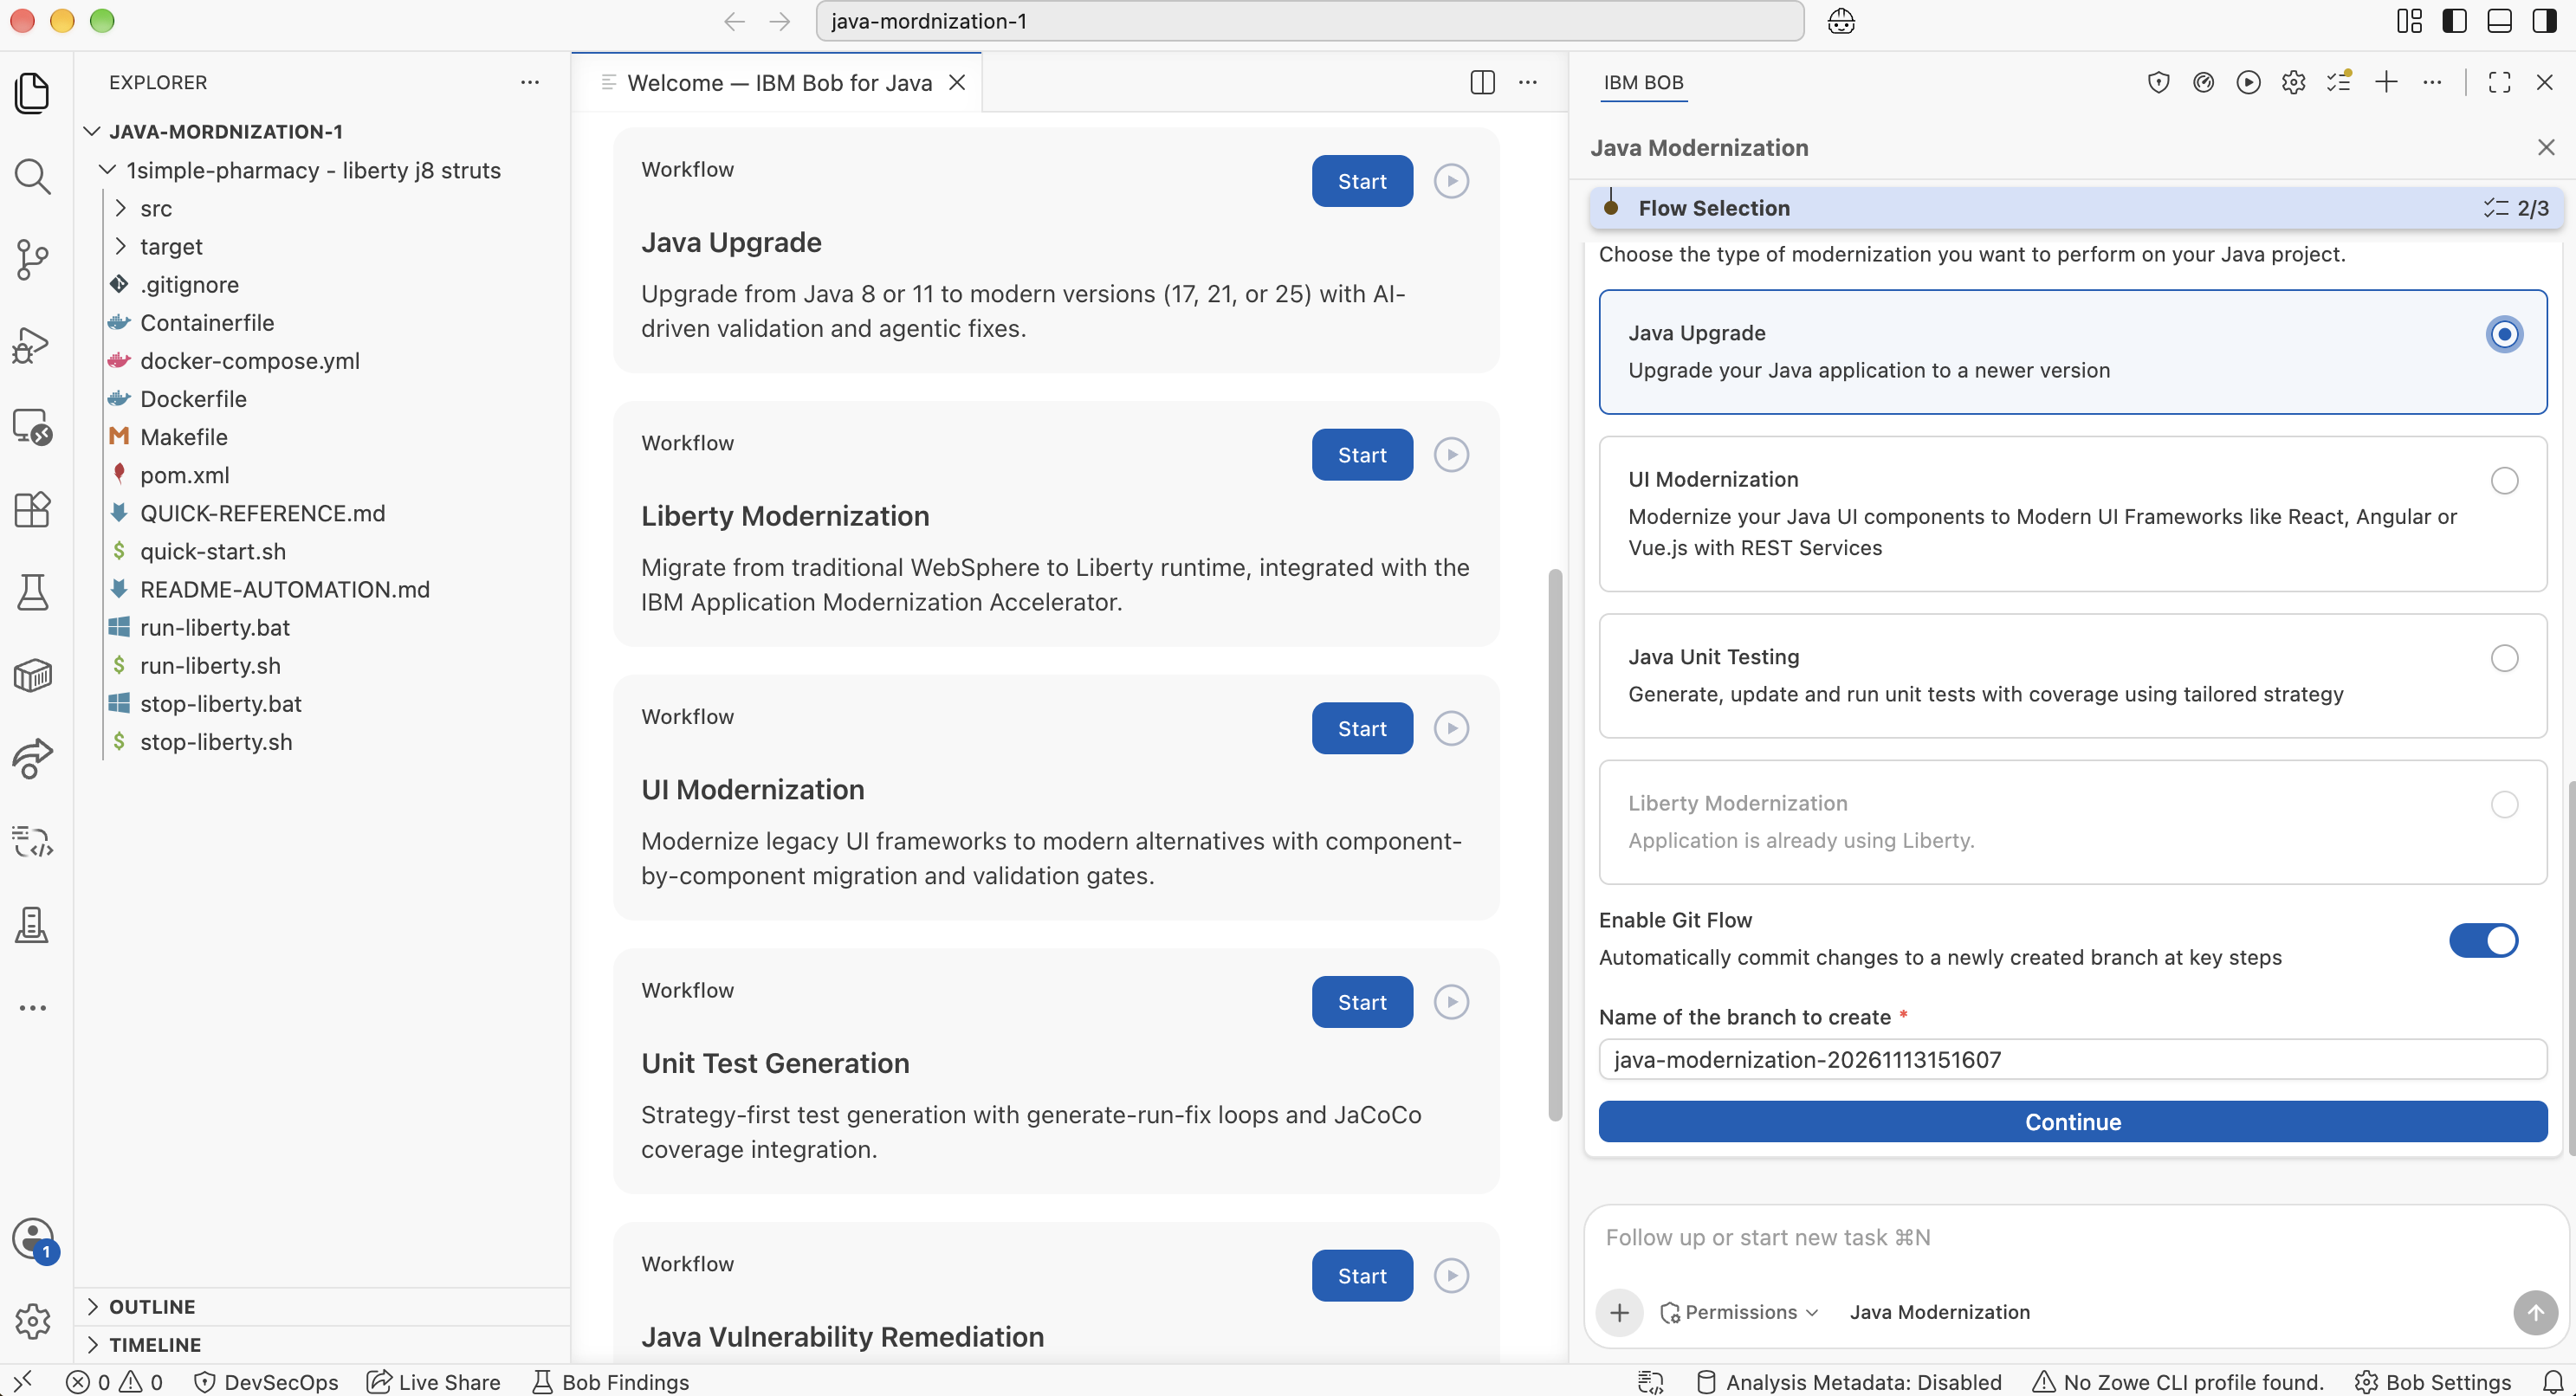 java-mordnization-1
EXPLORER
JAVA-MORDNIZATION-1
1simple-pharmacy - liberty j8 struts
src
target
.gitignore
Containerfile
docker-compose.yml
Dockerfile
Makefile
pom.xml
QUICK-REFERENCE.md
quick-start.sh
README-AUTOMATION.md
run-liberty.bat
run-liberty.sh
stop-liberty.bat
stop-liberty.sh
1
OUTLINE
TIMELINE
Welcome — IBM Bob for Java
Workflow
Start
Java Upgrade
Upgrade from Java 8 or 11 to modern versions (17, 21, or 25) with AI-
driven validation and agentic fixes.
Workflow
Start
Liberty Modernization
Migrate from traditional WebSphere to Liberty runtime, integrated with the
IBM Application Modernization Accelerator.
Workflow
Start
UI Modernization
Modernize legacy UI frameworks to modern alternatives with component-
by-component migration and validation gates.
Workflow
Start
Unit Test Generation
Strategy-first test generation with generate-run-fix loops and JaCoCo
coverage integration.
Workflow
Start
Java Vulnerability Remediation
IBM BOB
Java Modernization
Flow Selection 2/3
Choose the type of modernization you want to perform on your Java project.
Java Upgrade
Upgrade your Java application to a newer version
UI Modernization
Modernize your Java UI components to Modern UI Frameworks like React, Angular or
Vue.js with REST Services
Java Unit Testing
Generate, update and run unit tests with coverage using tailored strategy
Liberty Modernization
Application is already using Liberty.
Enable Git Flow
Automatically commit changes to a newly created branch at key steps
Name of the branch to create *
java-modernization-20261113151607
Continue
Follow up or start new task ⌘N
Permissions Java Modernization
0 0 DevSecOps Live Share Bob Findings Analysis Metadata: Disabled No Zowe CLI profile found. Bob Settings